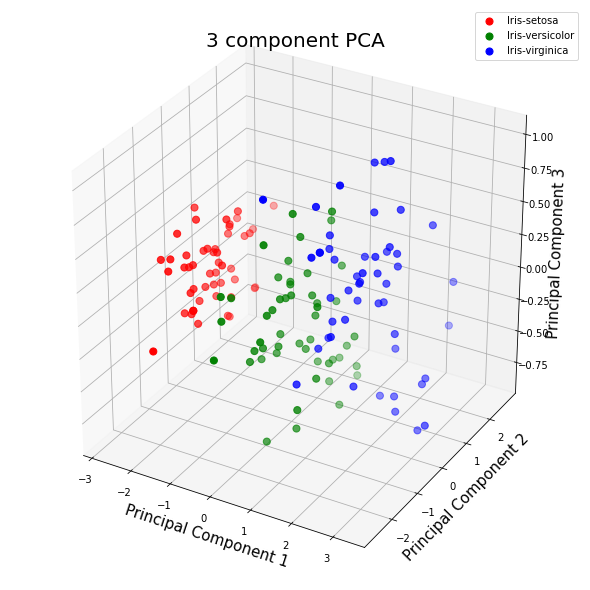 3 component PCA
Iris-setosa
Iris-versicolor
Iris-virginica
1.00
0.75
0.50
0.25
0.00
−0.25
−0.50
−0.75
Principal Component 3
−3
−2
−1
0
1
2
3
Principal Component 1
−2
−1
0
1
2
Principal Component 2